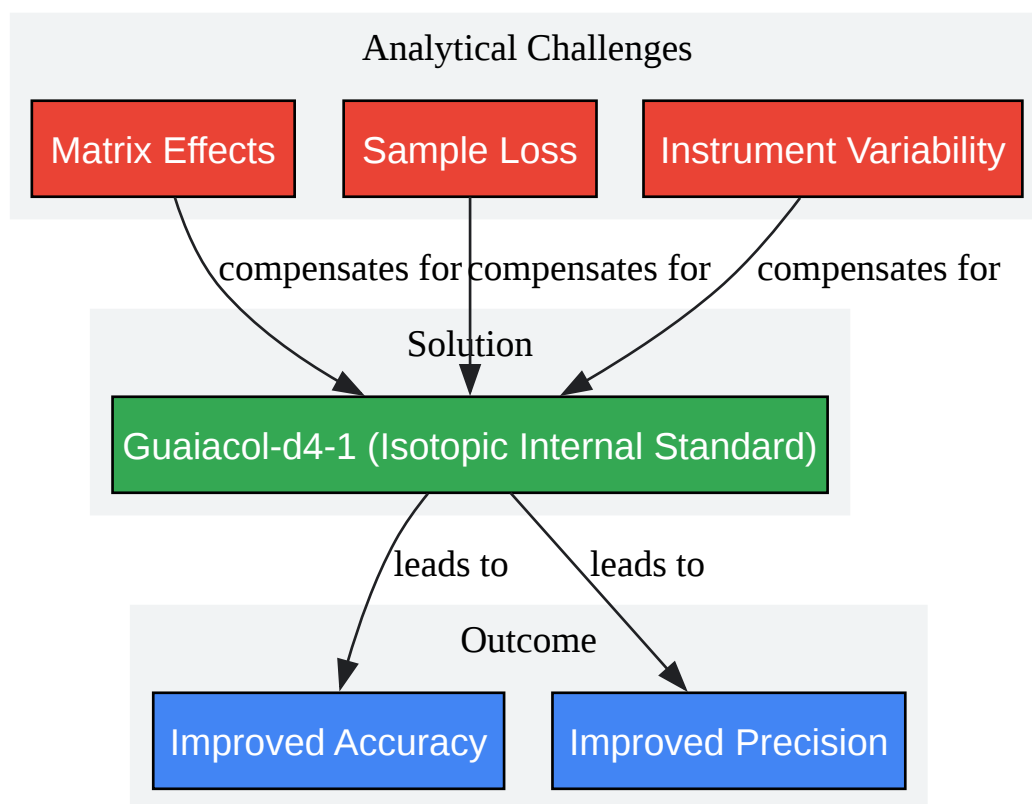 Analytical Challenges
Matrix Effects
Sample Loss
Instrument Variability
compensates for
compensates for
compensates for
Solution
Guaiacol-d4-1 (Isotopic Internal Standard)
leads to
leads to
Outcome
Improved Accuracy
Improved Precision